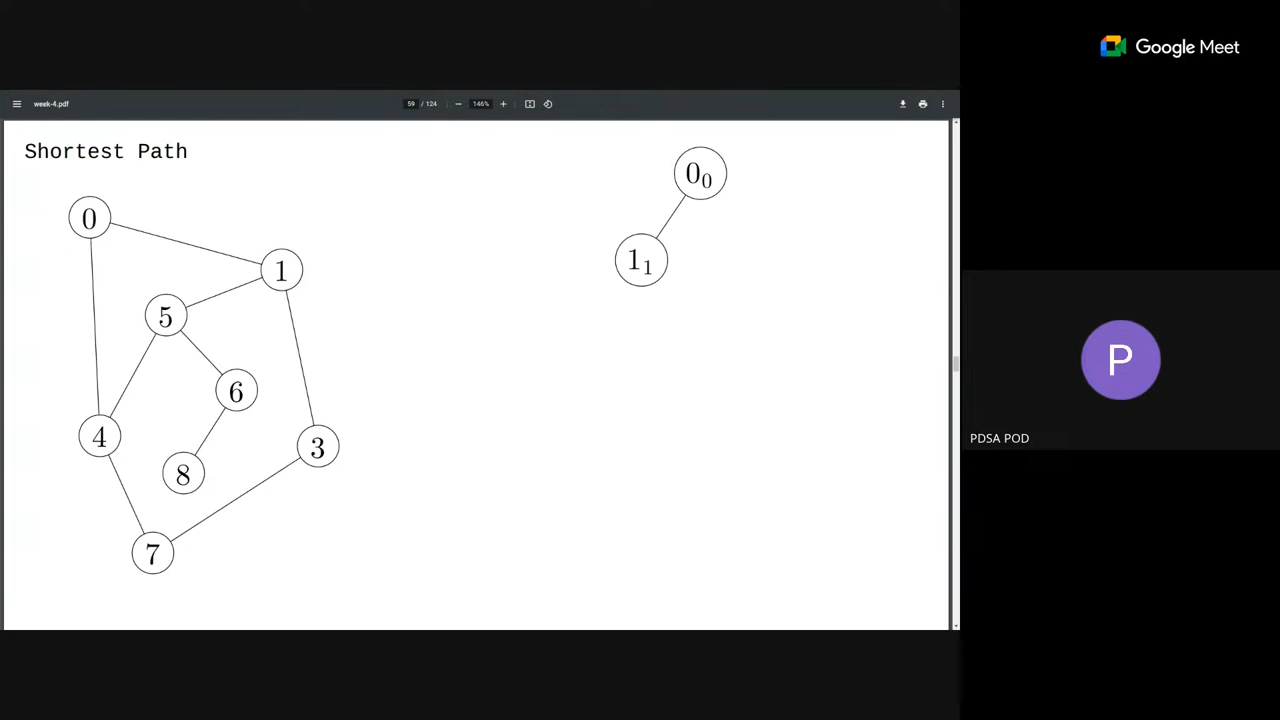 Google Meet
week-4.pdf
59 / 124
146%
Shortest Path
0₀
0
1₁
1
5
6
4
3
8
7
P
PDSA POD